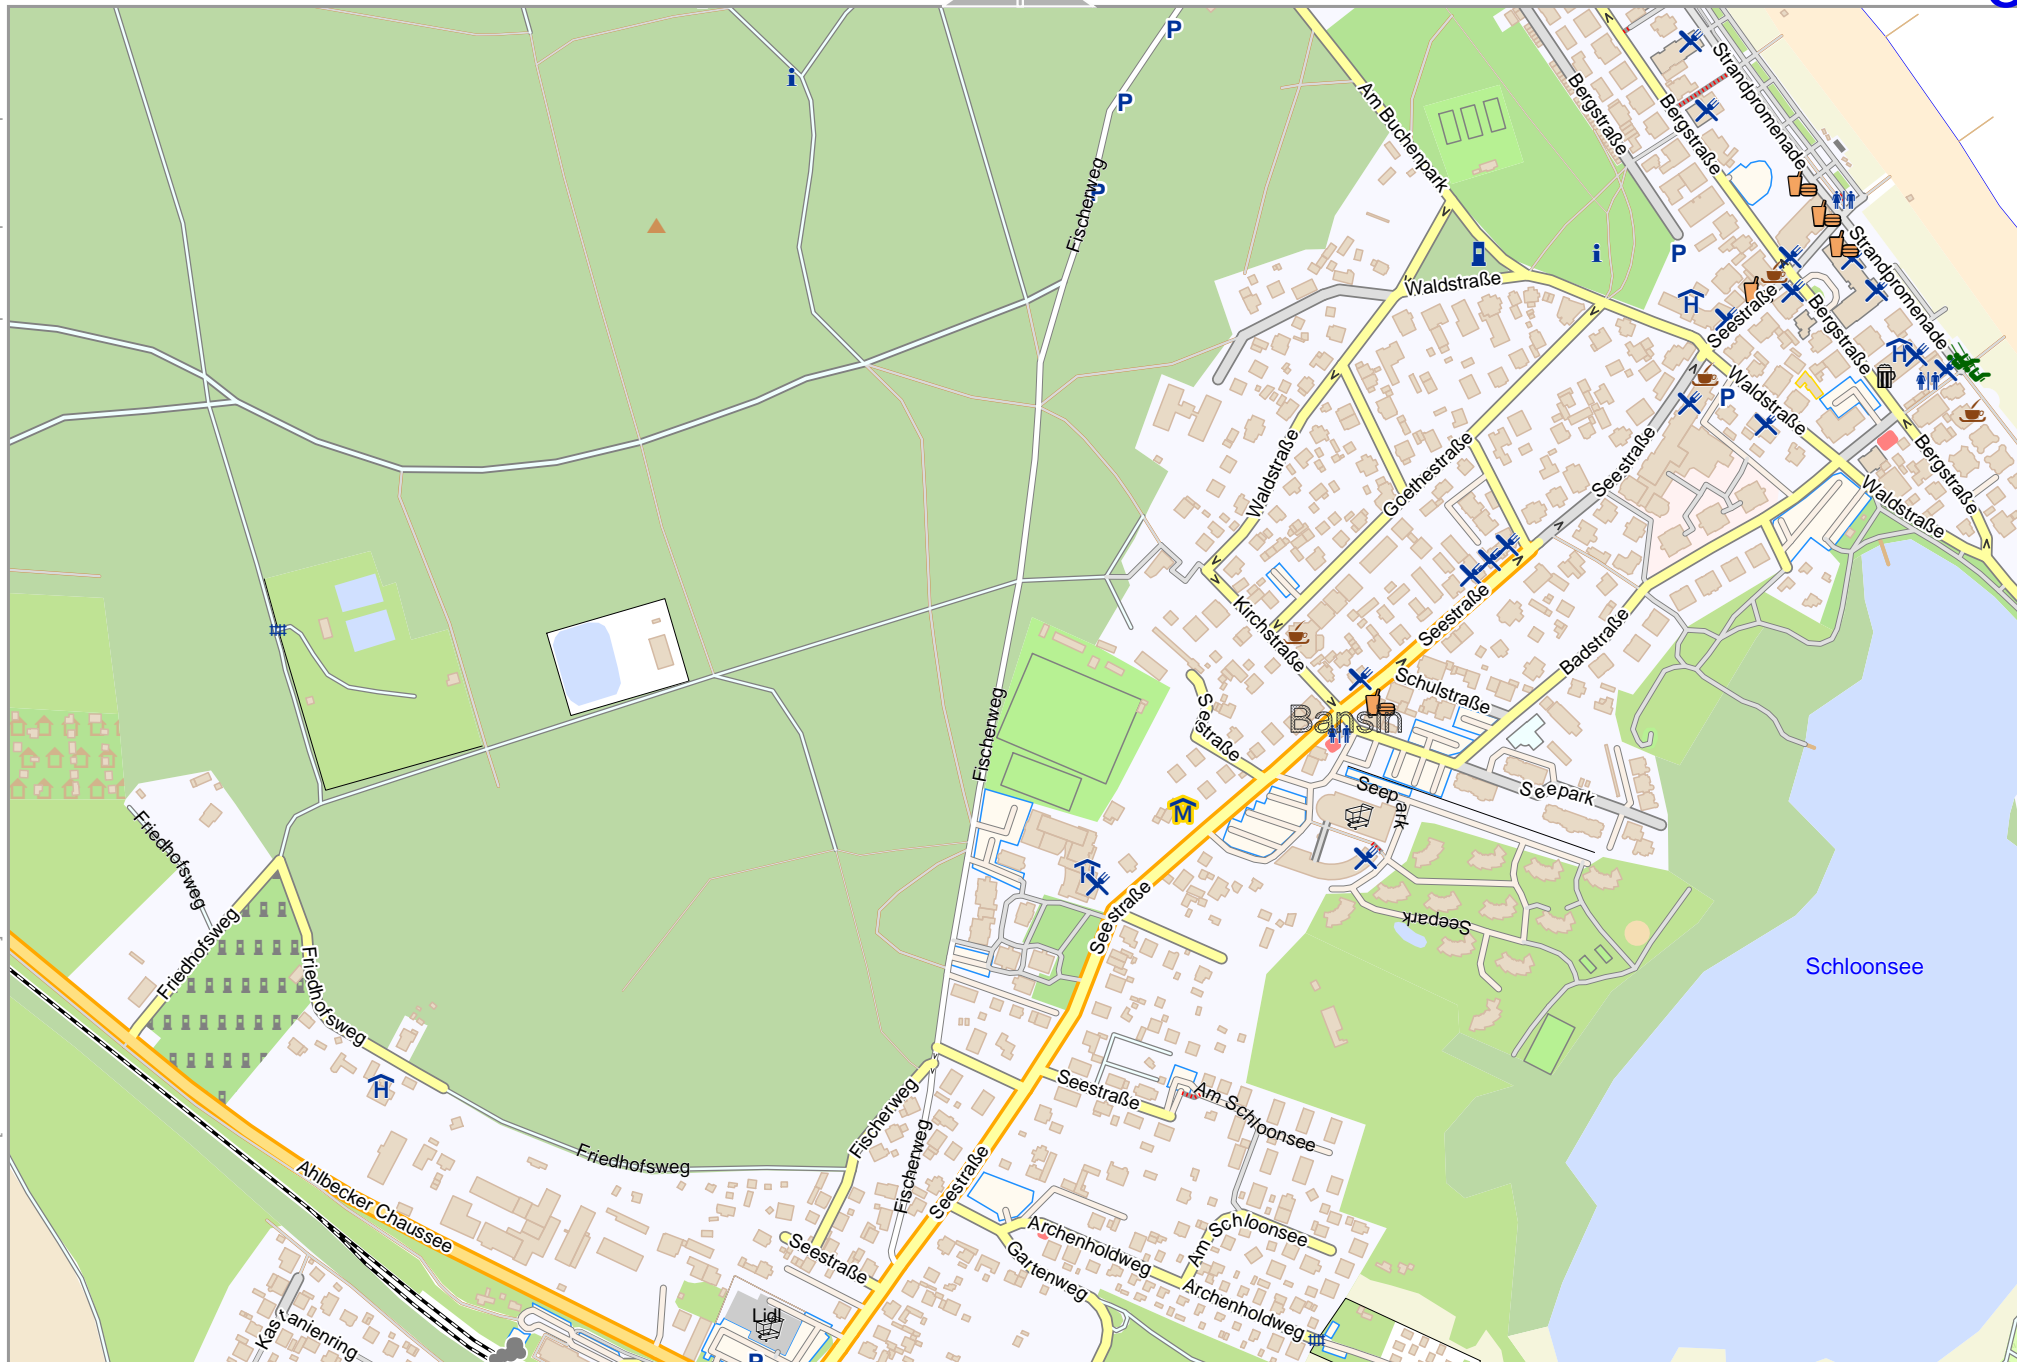 P
Strandpromenade
i
Bergstraße
Am Buchenpark
P
Bergstraße
Fischerweg
P
Strandpromenade
i
P
Waldstraße
H
Seestraße
Bergstraße
H
P
Waldstraße
Waldstraße
Goethestraße
Seestraße
Bergstraße
Waldstraße
Kirchstraße
Seestraße
Badstraße
Schulstraße
Fischerweg
Seestraße
Bansin
Seepark
Seepark
M
Friedhofsweg
H
Seestraße
Seepark
Friedhofsweg
Friedhofsweg
Schloonsee
H
Seestraße
Am Schloonsee
Fischerweg
Fischerweg
Friedhofsweg
Seestraße
Ahlbecker Chaussee
Archenholdweg
Am Schloonsee
Seestraße
Gartenweg
Archenholdweg
Lidl
Kas
tanienring
P